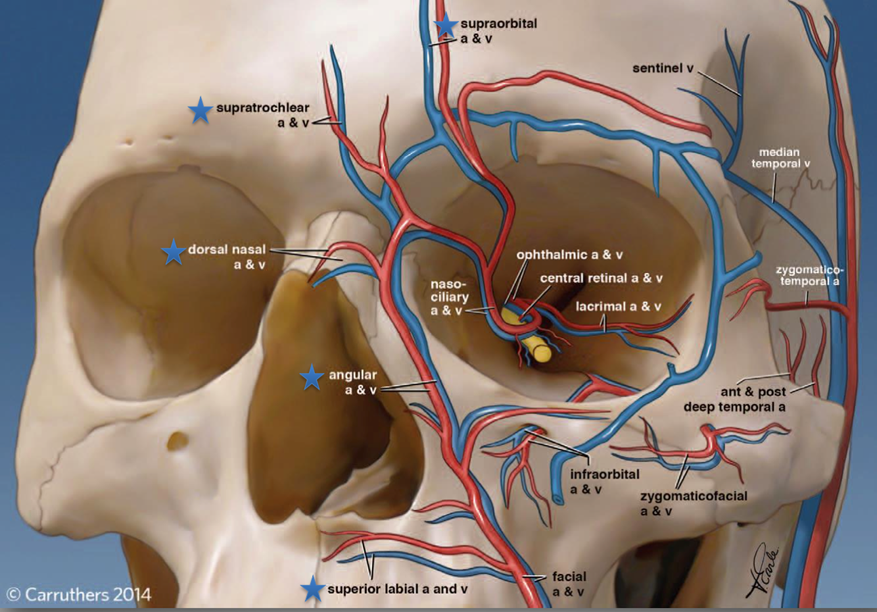 supraorbital
a & v
sentinel v
supratrochlear
a & v
median
temporal v
dorsal nasal
a & v
ophthalmic a & v
central retinal a & v
naso-
ciliary
a & v
lacrimal a & v
zygomatico-
temporal a
angular
a & v
ant & post
deep temporal a
infraorbital
a & v
zygomaticofacial
a & v
superior labial a and v
facial
a & v
© Carruthers 2014